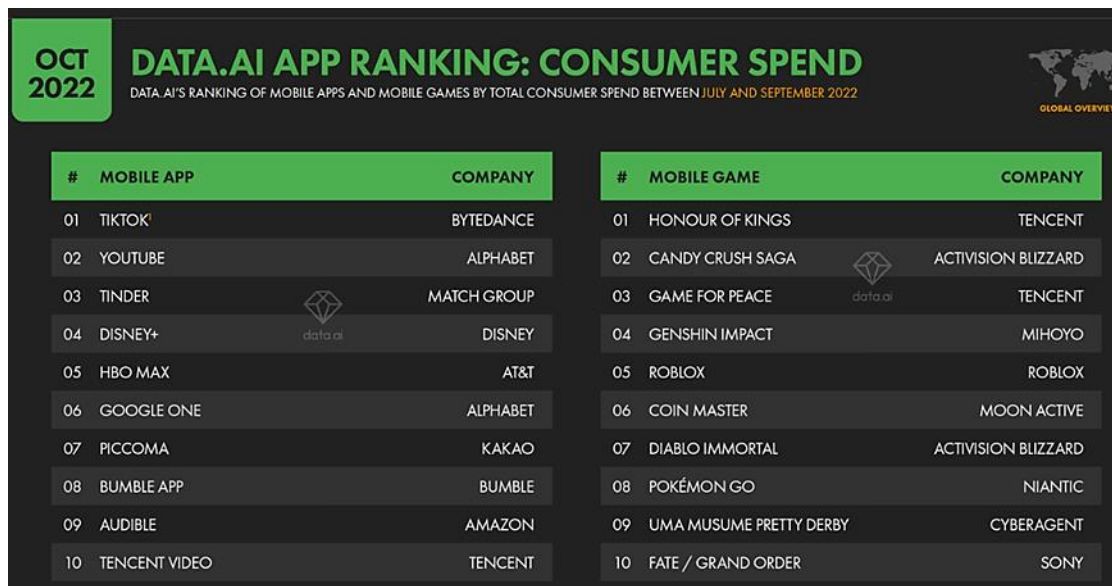 OCT
2022
DATA.AI APP RANKING: CONSUMER SPEND
DATA.AI'S RANKING OF MOBILE APPS AND MOBILE GAMES BY TOTAL CONSUMER SPEND BETWEEN JULY AND SEPTEMBER 2022
GLOBAL OVERVIE
# MOBILE APP COMPANY
01 TIKTOK¹ BYTEDANCE
02 YOUTUBE ALPHABET
03 TINDER MATCH GROUP
04 DISNEY+ DISNEY
05 HBO MAX AT&T
06 GOOGLE ONE ALPHABET
07 PICCOMA KAKAO
08 BUMBLE APP BUMBLE
09 AUDIBLE AMAZON
10 TENCENT VIDEO TENCENT
data.ai
# MOBILE GAME COMPANY
01 HONOUR OF KINGS TENCENT
02 CANDY CRUSH SAGA ACTIVISION BLIZZARD
03 GAME FOR PEACE TENCENT
04 GENSHIN IMPACT MIHOYO
05 ROBLOX ROBLOX
06 COIN MASTER MOON ACTIVE
07 DIABLO IMMORTAL ACTIVISION BLIZZARD
08 POKÉMON GO NIANTIC
09 UMA MUSUME PRETTY DERBY CYBERAGENT
10 FATE / GRAND ORDER SONY
data.ai